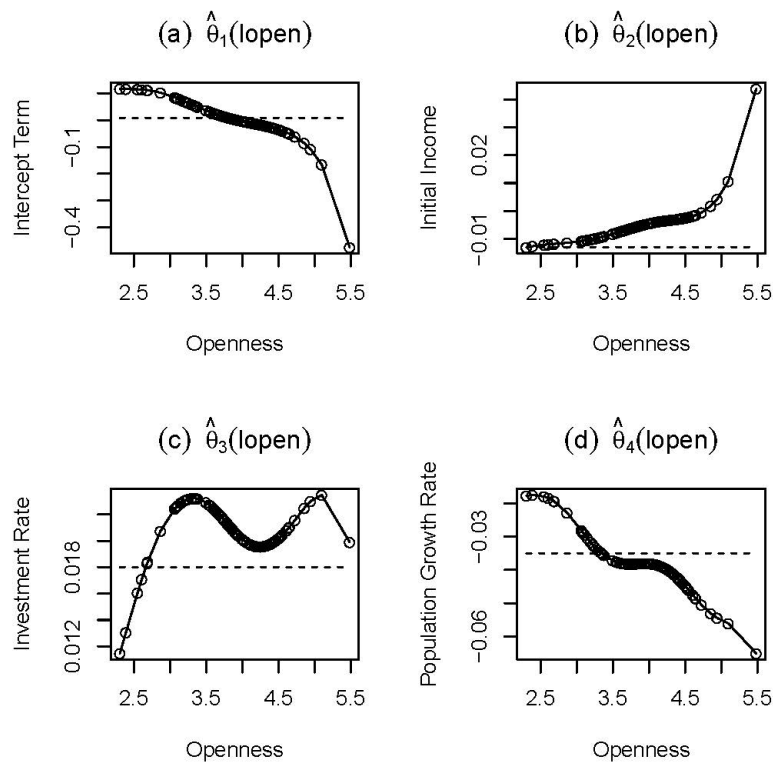 (a) θ̂₁(lopen)
Intercept Term
-0.1
-0.4
2.5 3.5 4.5 5.5
Openness
(b) θ̂₂(lopen)
Initial Income
0.02
-0.01
2.5 3.5 4.5 5.5
Openness
(c) θ̂₃(lopen)
Investment Rate
0.018
0.012
2.5 3.5 4.5 5.5
Openness
(d) θ̂₄(lopen)
Population Growth Rate
-0.03
-0.06
2.5 3.5 4.5 5.5
Openness